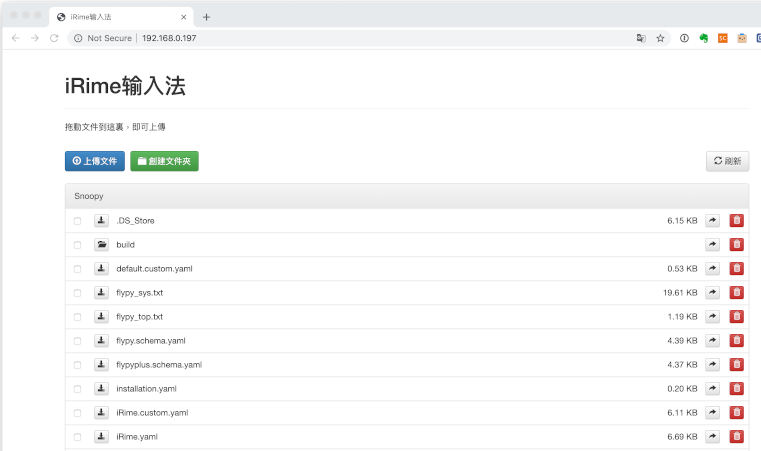 iRime输入法
Not Secure | 192.168.0.197
iRime输入法
拖動文件到這裏，即可上傳
上傳文件 創建文件夾 刷新
Snoopy
.DS_Store 6.15 KB
build
default.custom.yaml 0.53 KB
flypy_sys.txt 19.61 KB
flypy_top.txt 1.19 KB
flypy.schema.yaml 4.39 KB
flypyplus.schema.yaml 4.37 KB
installation.yaml 0.20 KB
iRime.custom.yaml 6.11 KB
iRime.yaml 6.69 KB